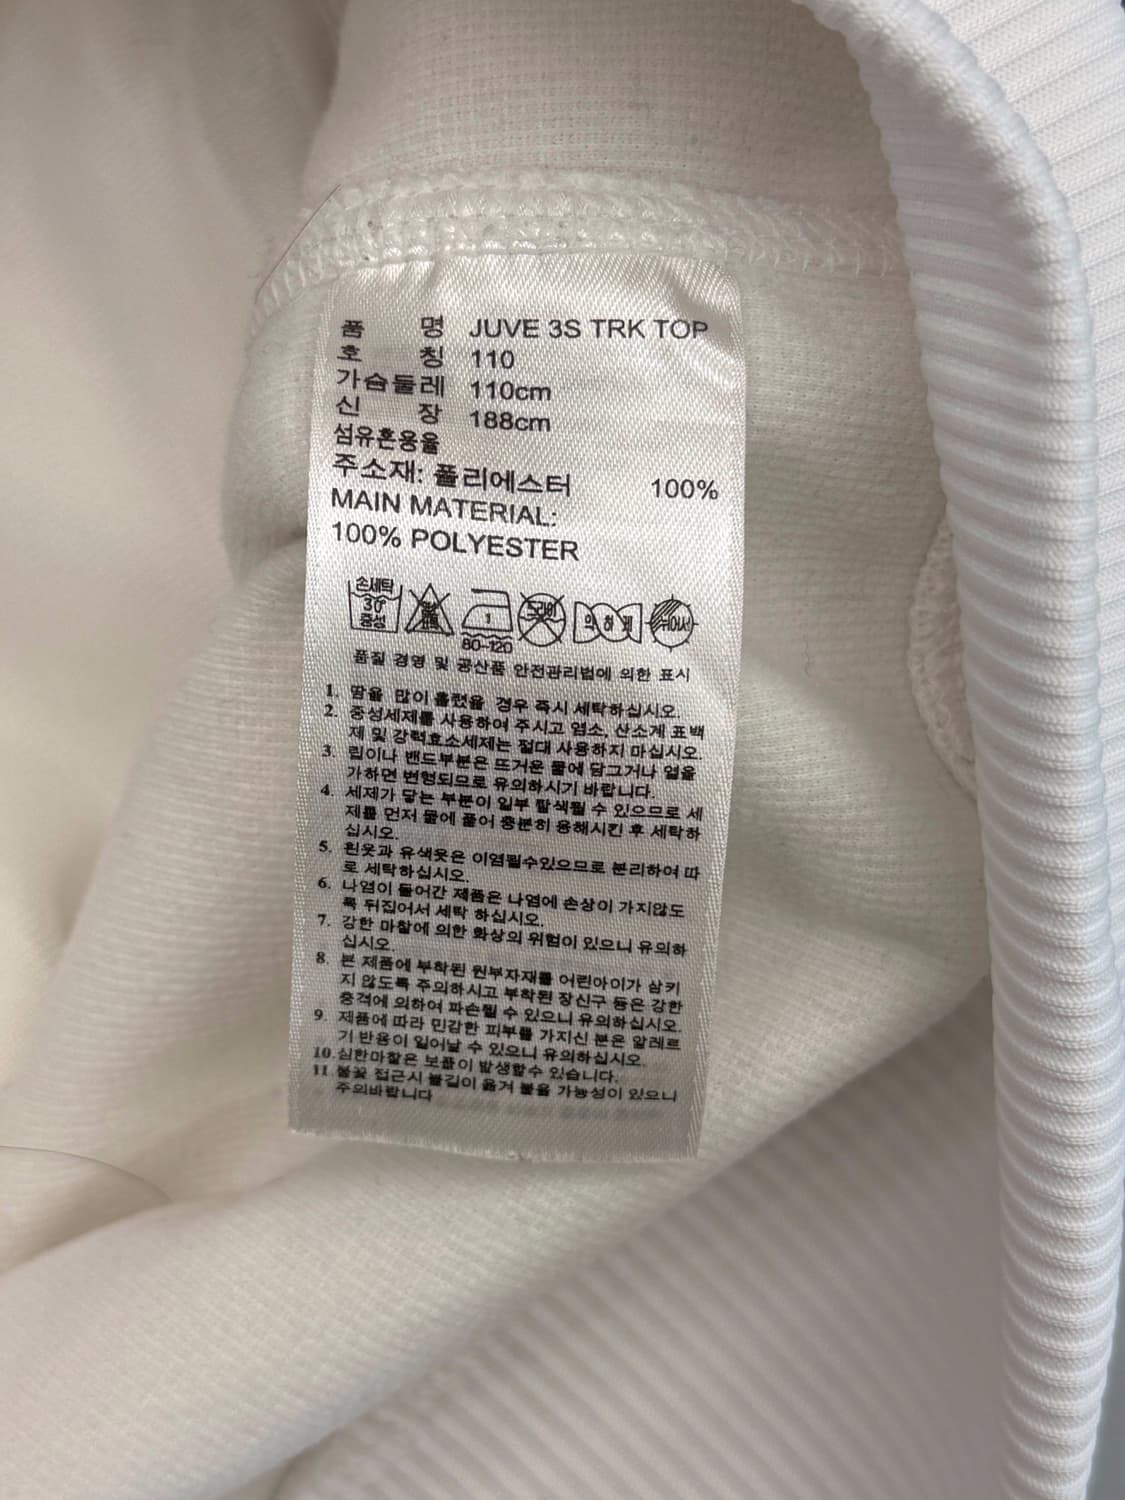 품 명 JUVE 3S TRK TOP
호 칭 110
가슴둘레 110cm
신 장 188cm
섬유혼용율
주소재: 폴리에스터 100%
MAIN MATERIAL:
100% POLYESTER
손세탁 30° 중성
1 80~120
드라이
약하게
뉘어서
품질 경영 및 공산품 안전관리법에 의한 표시
1. 땀을 많이 흘렸을 경우 즉시 세탁하십시오.
2. 중성세제를 사용하여 주시고 염소, 산소계 표백
제 및 강력효소세제는 절대 사용하지 마십시오.
3. 립이나 밴드부분은 뜨거운 물에 담그거나 열을
가하면 변형되므로 유의하시기 바랍니다.
4. 세제가 닿는 부분이 일부 탈색될 수 있으므로 세
제를 먼저 물에 풀어 충분히 용해시킨 후 세탁하
십시오.
5. 흰옷과 유색옷은 이염될수있으므로 분리하여 따
로 세탁하십시오.
6. 나염이 들어간 제품은 나염에 손상이 가지않도
록 뒤집어서 세탁 하십시오.
7. 강한 마찰에 의한 화상의 위험이 있으니 유의하
십시오.
8. 본 제품에 부착된 원부자재를 어린아이가 삼키
지 않도록 주의하시고 부착된 장신구 등은 강한
충격에 의하여 파손될 수 있으니 유의하십시오.
9. 제품에 따라 민감한 피부를 가지신 분은 알레르
기 반응이 일어날 수 있으니 유의하십시오.
10.심한마찰은 보풀이 발생할수 있습니다.
11 불꽃 접근시 불길이 옮겨 붙을 가능성이 있으니
주의바랍니다